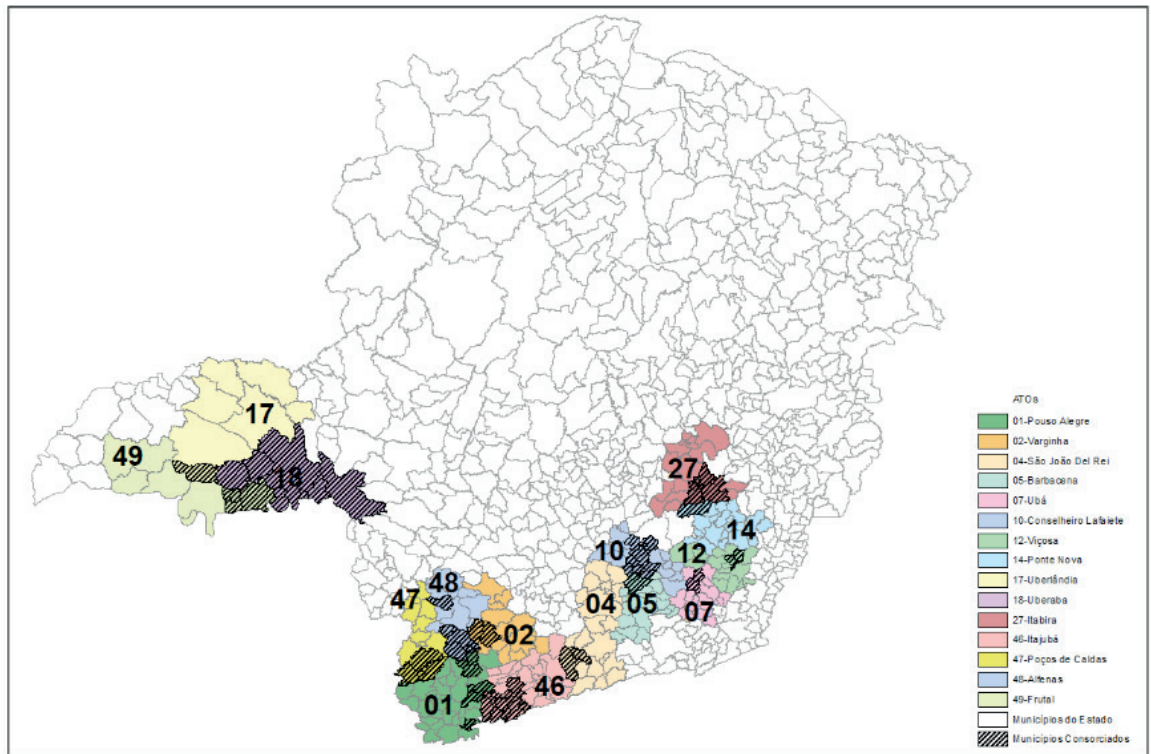 17
49
18
27
14
10
12
48
47
04
05
07
02
46
01
ATOs
01-Pouso Alegre
02-Varginha
04-São João Del Rei
05-Barbacena
07-Ubá
10-Conselheiro Lafaiete
12-Viçosa
14-Ponte Nova
17-Uberlândia
18-Uberaba
27-Itabira
46-Itajubá
47-Poços de Caldas
48-Alfenas
49-Frutal
Municípios do Estado
Municípios Consorciados